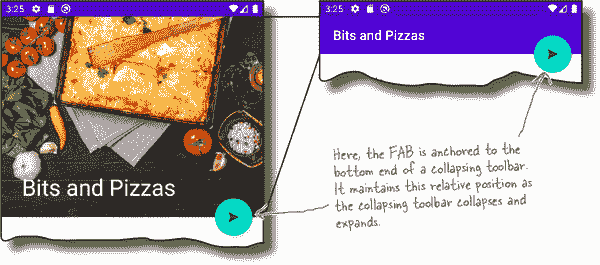 3:25
Bits and Pizzas
3:25
Bits and Pizzas
Here, the FAB is anchored to the
bottom end of a collapsing toolbar.
It maintains this relative position as
the collapsing toolbar collapses and
expands.